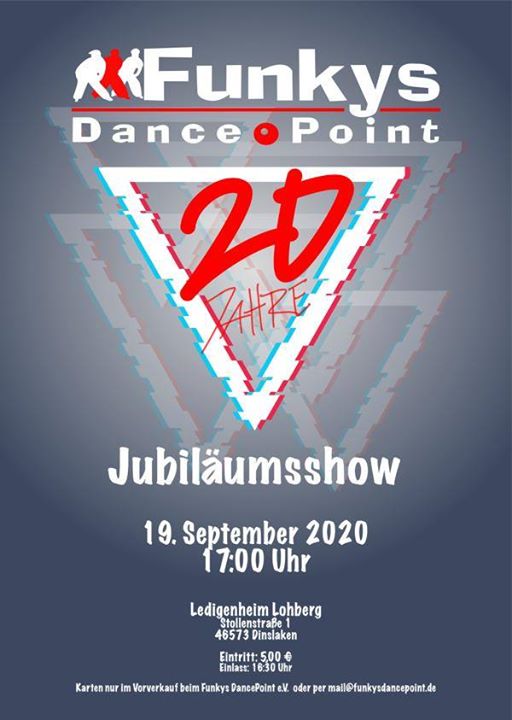 Funkys
Dance Point
20
JAHRE
Jubiläumsshow
19. September 2020
17:00 Uhr
Ledigenheim Lohberg
Stollenstraße 1
46573 Dinslaken
Eintritt: 5,00 €
Einlass: 16:30 Uhr
Karten nur im Vorverkauf beim Funkys DancePoint e.V. oder per mail@funkysdancepoint.de